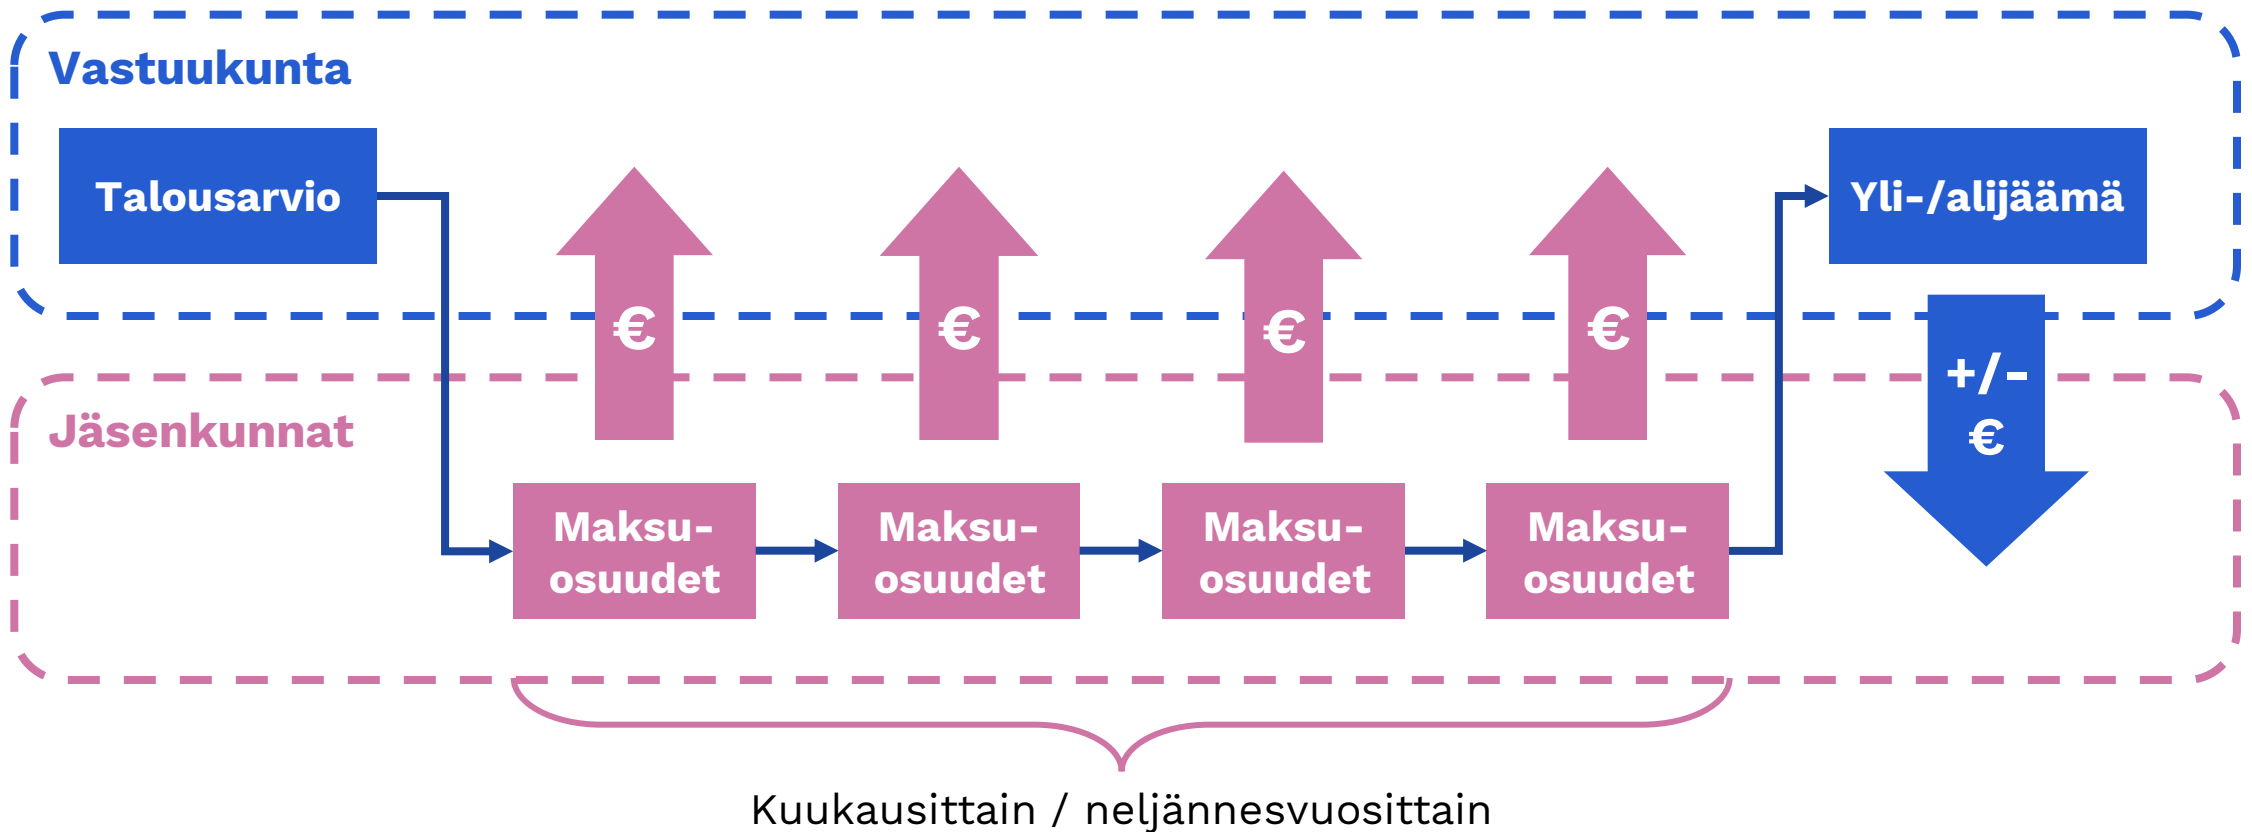 Vastuukunta
Talousarvio
Yli-/alijäämä
€
€
€
€
+/-
€
Jäsenkunnat
Maksu-
osuudet
Maksu-
osuudet
Maksu-
osuudet
Maksu-
osuudet
Kuukausittain / neljännesvuosittain